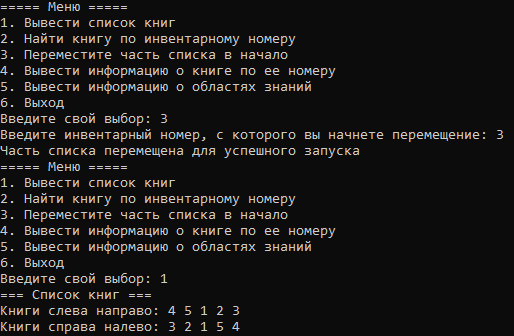 ===== Меню =====
1. Вывести список книг
2. Найти книгу по инвентарному номеру
3. Переместите часть списка в начало
4. Вывести информацию о книге по ее номеру
5. Вывести информацию о областях знаний
6. Выход
Введите свой выбор: 3
Введите инвентарный номер, с которого вы начнете перемещение: 3
Часть списка перемещена для успешного запуска
===== Меню =====
1. Вывести список книг
2. Найти книгу по инвентарному номеру
3. Переместите часть списка в начало
4. Вывести информацию о книге по ее номеру
5. Вывести информацию о областях знаний
6. Выход
Введите свой выбор: 1
=== Список книг ===
Книги слева направо: 4 5 1 2 3
Книги справа налево: 3 2 1 5 4